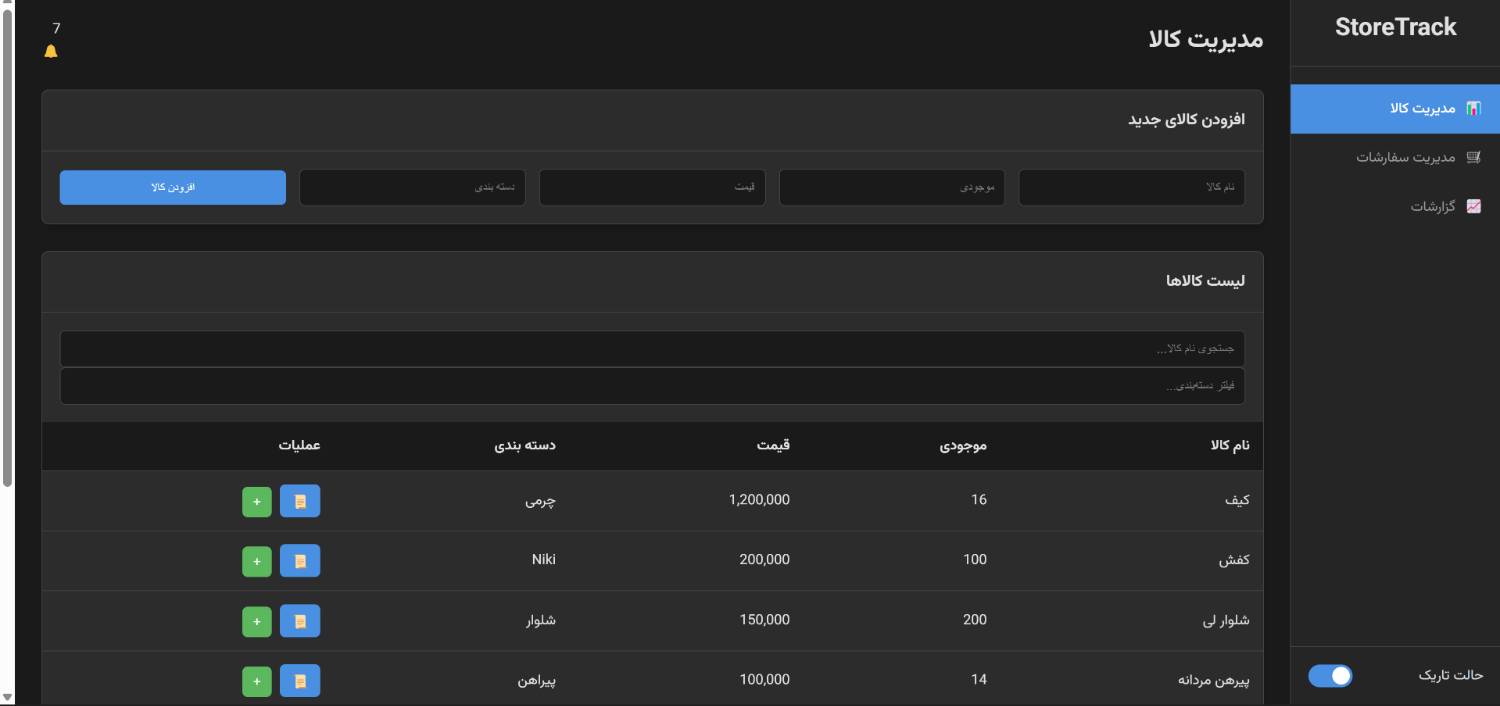 StoreTrack
مدیریت کالا
مدیریت سفارشات
گزارشات
حالت تاریک
مدیریت کالا
7
افزودن کالای جدید
نام کالا موجودی قیمت دسته بندی افزودن کالا
لیست کالاها
جستجوی نام کالا...
فیلتر دسته‌بندی...
نام کالا موجودی قیمت دسته بندی عملیات
کیف 16 1,200,000 چرمی +
کفش 100 200,000 Niki +
شلوار لی 200 150,000 شلوار +
پیرهن مردانه 14 100,000 پیراهن +